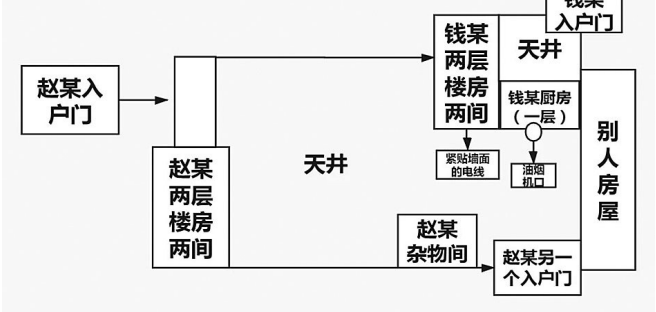 钱某
入户门
钱某
两层
楼房
两间
天井
赵某入
户门
钱某厨房
（一层）
别
人
房
屋
赵某
两层
楼房
两间
天井
紧贴墙面
的电线
油烟
机口
赵某
杂物间
赵某另一
个入户门